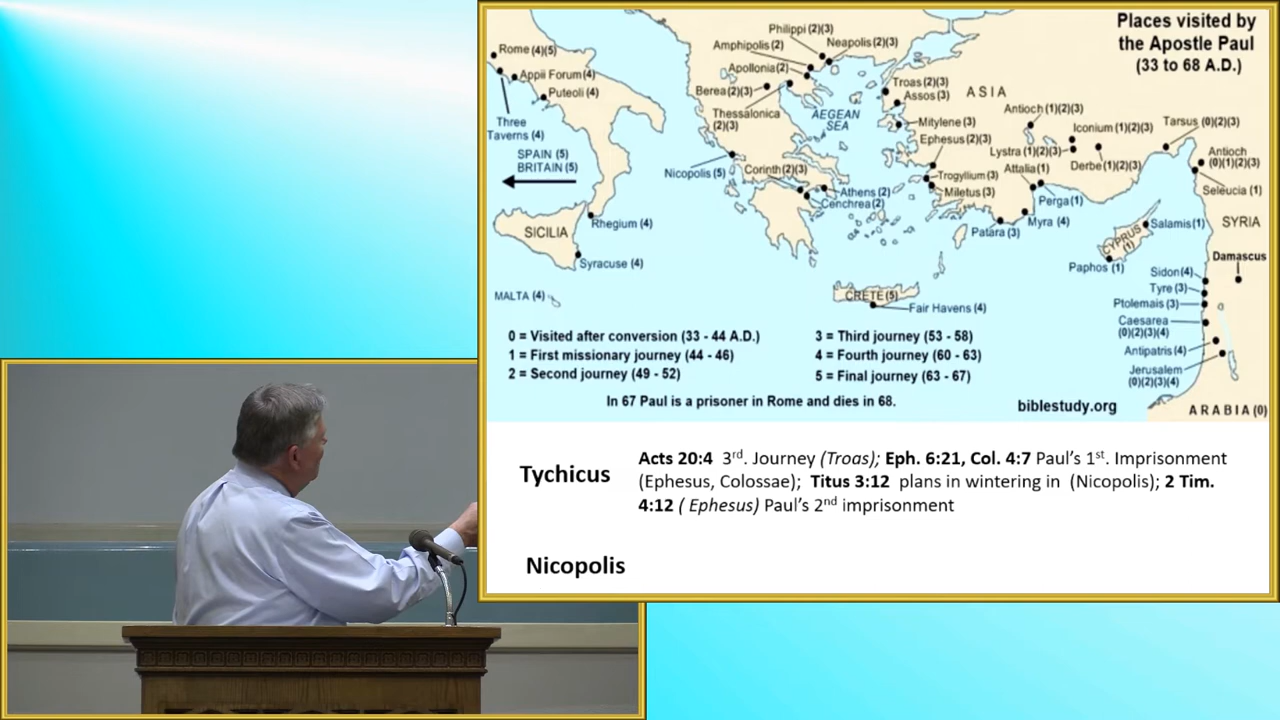 Places visited by
the Apostle Paul
(33 to 68 A.D.)
Philippi (2)(3)
Neapolis (2)(3)
Amphipolis (2)
Apollonia (2)
Berea (2)(3)
Thessalonica
(2)(3)
Rome (4)(5)
Appii Forum (4)
Puteoli (4)
Three
Taverns (4)
SPAIN (5)
BRITAIN (5)
AEGEAN
SEA
Troas (2)(3)
Assos (3)
ASIA
Mitylene (3)
Ephesus (2)(3)
Antioch (1)(2)(3)
Iconium (1)(2)(3)
Tarsus (0)(2)(3)
Lystra (1)(2)(3)
Derbe (1)(2)(3)
Antioch
(0)(1)(2)(3)
Seleucia (1)
Nicopolis (5)
Corinth (2)(3)
Athens (2)
Cenchrea (2)
Trogyllium (3)
Miletus (3)
Attalia (1)
Perga (1)
Myra (4)
Patara (3)
SICILIA
Rhegium (4)
Syracuse (4)
MALTA (4)
CRETE (5)
Fair Havens (4)
CYPRUS
(1)
Salamis (1)
Paphos (1)
SYRIA
Damascus
Sidon (4)
Tyre (3)
Ptolemais (3)
Caesarea
(0)(2)(3)(4)
Antipatris (4)
Jerusalem
(0)(2)(3)(4)
ARABIA (0)
0 = Visited after conversion (33 - 44 A.D.)
1 = First missionary journey (44 - 46)
2 = Second journey (49 - 52)
3 = Third journey (53 - 58)
4 = Fourth journey (60 - 63)
5 = Final journey (63 - 67)
In 67 Paul is a prisoner in Rome and dies in 68.
biblestudy.org
Tychicus
Acts 20:4 3rd. Journey (Troas); Eph. 6:21, Col. 4:7 Paul's 1st. Imprisonment
(Ephesus, Colossae); Titus 3:12 plans in wintering in (Nicopolis); 2 Tim.
4:12 ( Ephesus) Paul's 2nd imprisonment
Nicopolis